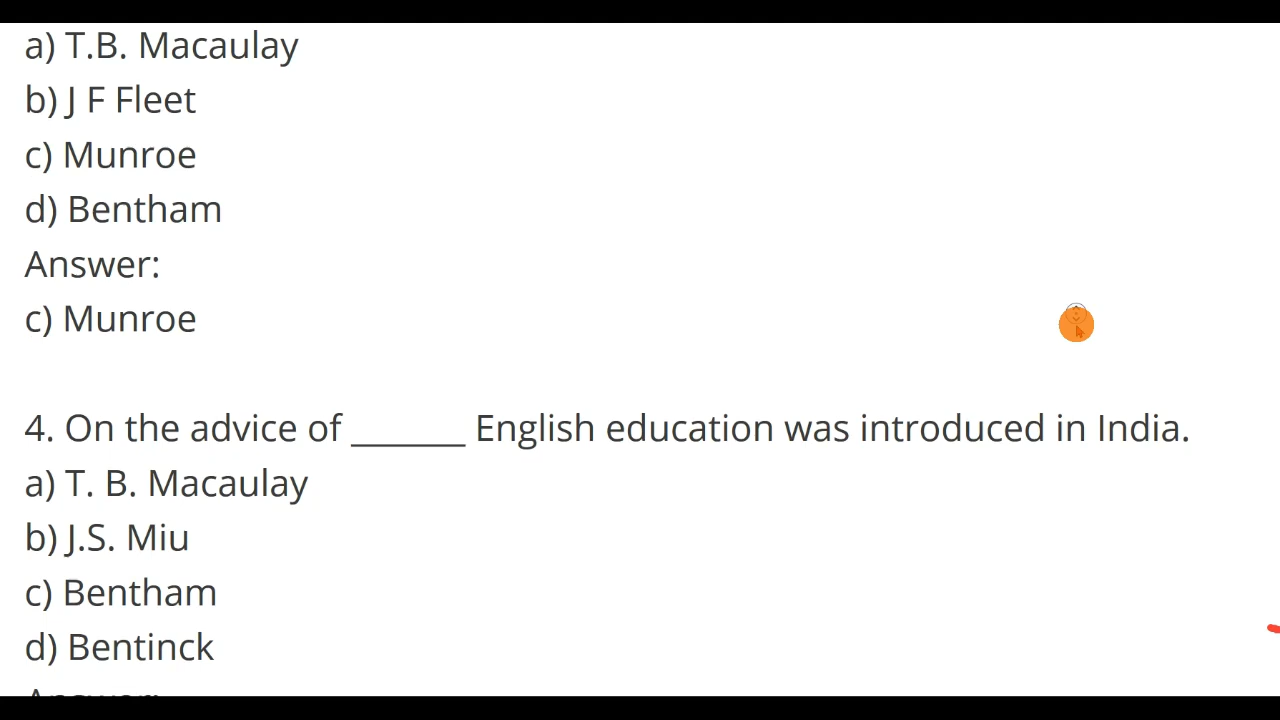 a) T.B. Macaulay
b) J F Fleet
c) Munroe
d) Bentham
Answer:
c) Munroe
4. On the advice of ______ English education was introduced in India.
a) T. B. Macaulay
b) J.S. Miu
c) Bentham
d) Bentinck